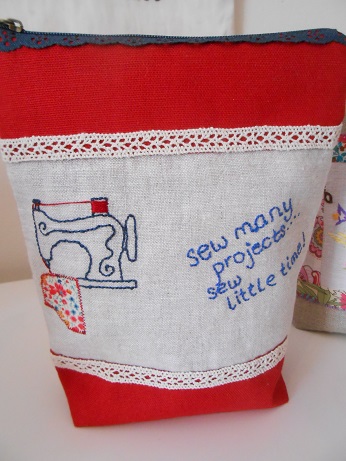 sew many
projects...
sew
little time!